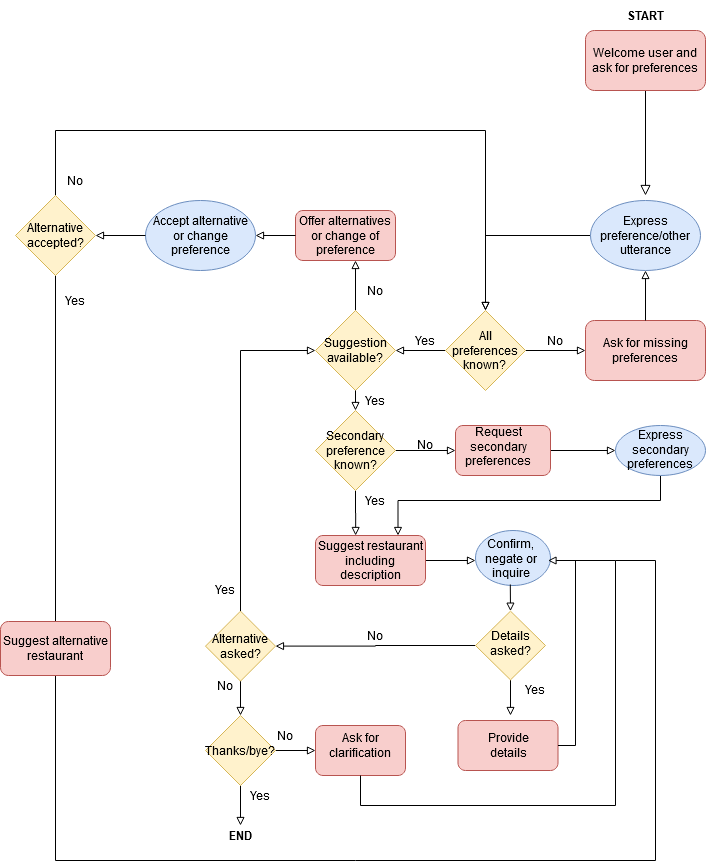 START
Welcome user and
ask for preferences
No
Alternative
accepted?
Accept alternative
or change
preference
Offer alternatives
or change of
preference
Express
preference/other
utterance
Yes
No
Suggestion
available?
Yes
All
preferences
known?
No
Ask for missing
preferences
Yes
Secondary
preference
known?
No
Request
secondary
preferences
Express
secondary
preferences
Yes
Suggest restaurant
including
description
Confirm,
negate or
inquire
Yes
Suggest alternative
restaurant
Alternative
asked?
No
Details
asked?
No
Yes
Thanks/bye?
No
Ask for
clarification
Provide
details
Yes
END